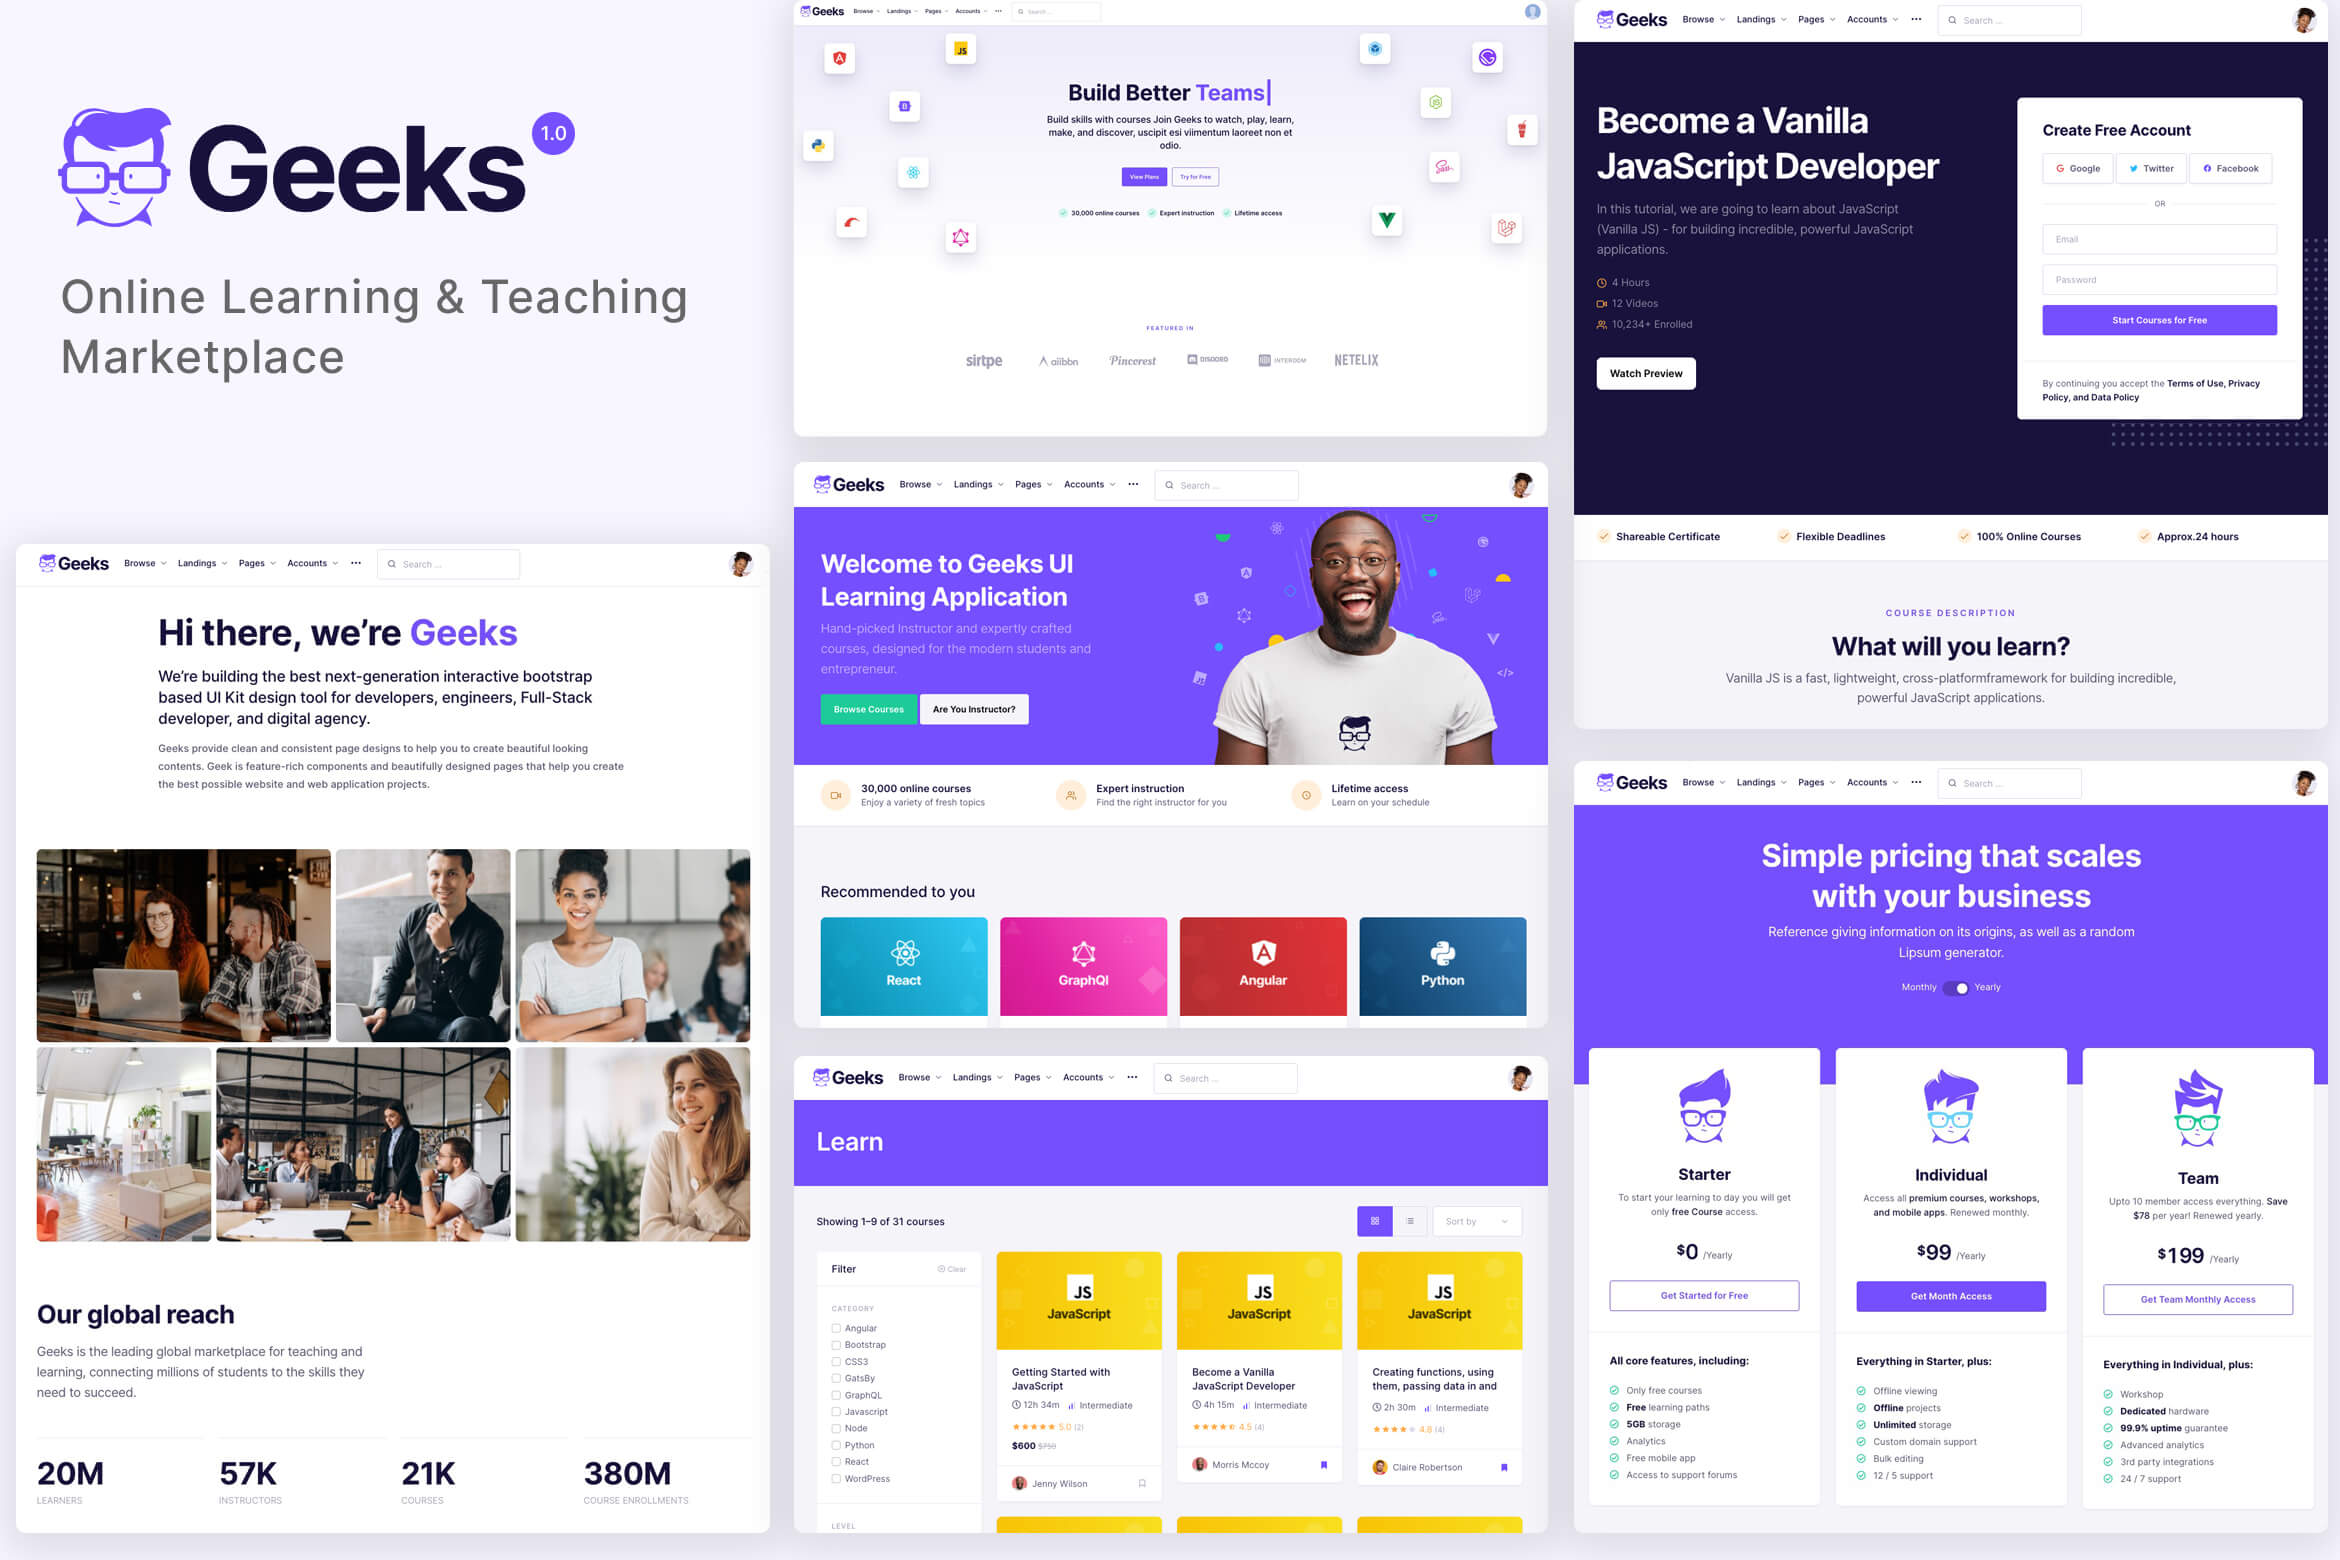 Geeks
1.0
Online Learning & Teaching
Marketplace
Geeks Browse Landings Pages Accounts ••• Search ...
Hi there, we're Geeks
We're building the best next-generation interactive bootstrap
based UI Kit design tool for developers, engineers, Full-Stack
developer, and digital agency.
Geeks provide clean and consistent page designs to help you to create beautiful looking
contents. Geek is feature-rich components and beautifully designed pages that help you create
the best possible website and web application projects.
Our global reach
Geeks is the leading global marketplace for teaching and
learning, connecting millions of students to the skills they
need to succeed.
20M 57K 21K 380M
LEARNERS INSTRUCTORS COURSES COURSE ENROLLMENTS
Geeks Browse Landings Pages Accounts ••• Search ...
JS
Build Better Teams|
Build skills with courses Join Geeks to watch, play, learn,
make, and discover, uscipit esi viimentum laoreet non et
odio.
View Plans Try for Free
30,000 online courses Expert instruction Lifetime access
FEATURED IN
sirtpe aiibbn Pincerest DISOORD INTERDOM NETELIX
Geeks Browse Landings Pages Accounts ••• Search ...
Welcome to Geeks UI
Learning Application
Hand-picked Instructor and expertly crafted
courses, designed for the modern students and
entrepreneur.
Browse Courses Are You Instructor?
30,000 online courses Expert instruction Lifetime access
Enjoy a variety of fresh topics Find the right instructor for you Learn on your schedule
Recommended to you
React GraphQl Angular Python
Geeks Browse Landings Pages Accounts ••• Search ...
Learn
Showing 1–9 of 31 courses Sort by
Filter Clear
CATEGORY
Angular
Bootstrap
CSS3
GatsBy
GraphQL
Javascript
Node
Python
React
WordPress
LEVEL
JS
JavaScript
Getting Started with
JavaScript
12h 34m Intermediate
5.0 (2)
$600 $750
Jenny Wilson
JS
JavaScript
Become a Vanilla
JavaScript Developer
4h 15m Intermediate
4.5 (4)
Morris Mccoy
JS
JavaScript
Creating functions, using
them, passing data in and
2h 30m Intermediate
4.8 (4)
Claire Robertson
Geeks Browse Landings Pages Accounts ••• Search ...
Become a Vanilla
JavaScript Developer
In this tutorial, we are going to learn about JavaScript
(Vanilla JS) - for building incredible, powerful JavaScript
applications.
4 Hours
12 Videos
10,234+ Enrolled
Watch Preview
Create Free Account
Google Twitter Facebook
OR
Email
Password
Start Courses for Free
By continuing you accept the Terms of Use, Privacy
Policy, and Data Policy
Shareable Certificate Flexible Deadlines 100% Online Courses Approx.24 hours
COURSE DESCRIPTION
What will you learn?
Vanilla JS is a fast, lightweight, cross-platformframework for building incredible,
powerful JavaScript applications.
Geeks Browse Landings Pages Accounts ••• Search ...
Simple pricing that scales
with your business
Reference giving information on its origins, as well as a random
Lipsum generator.
Monthly Yearly
Starter
To start your learning to day you will get
only free Course access.
$0 /Yearly
Get Started for Free
All core features, including:
Only free courses
Free learning paths
5GB storage
Analytics
Free mobile app
Access to support forums
Individual
Access all premium courses, workshops,
and mobile apps. Renewed monthly.
$99 /Yearly
Get Month Access
Everything in Starter, plus:
Offline viewing
Offline projects
Unlimited storage
Custom domain support
Bulk editing
12 / 5 support
Team
Upto 10 member access everything. Save
$78 per year! Renewed yearly.
$199 /Yearly
Get Team Monthly Access
Everything in Individual, plus:
Workshop
Dedicated hardware
99.9% uptime guarantee
Advanced analytics
3rd party integrations
24 / 7 support